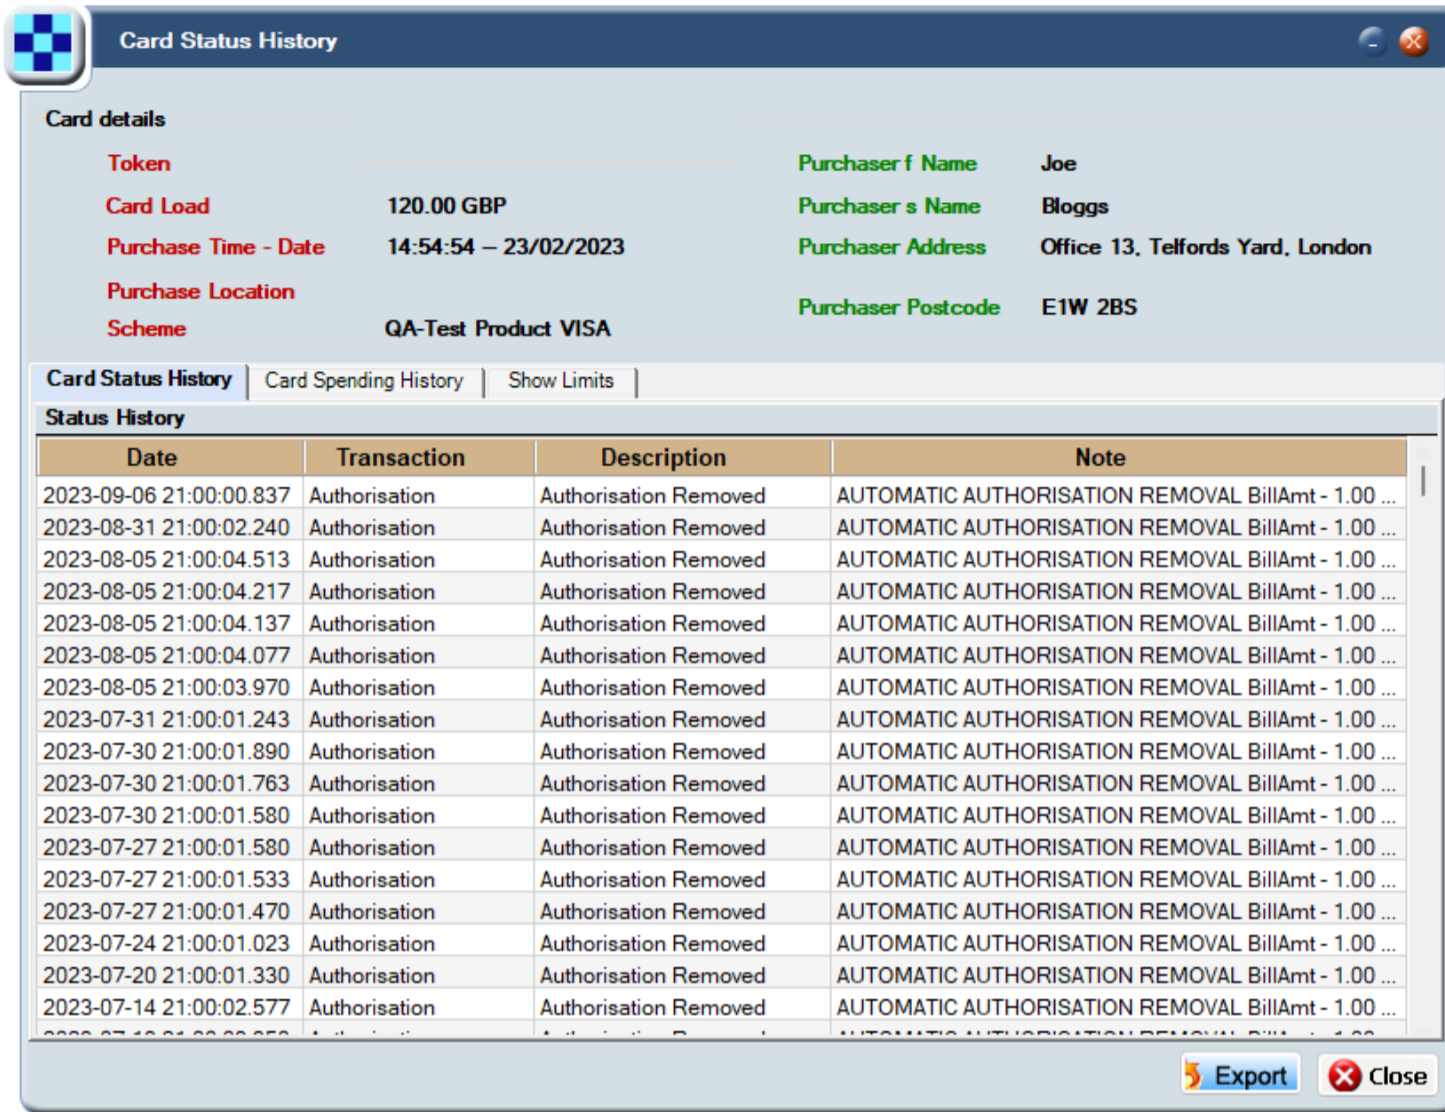 Card Status History
Card details
Token Purchaser f Name Joe
Card Load 120.00 GBP Purchaser s Name Bloggs
Purchase Time - Date 14:54:54 – 23/02/2023 Purchaser Address Office 13, Telfords Yard, London
Purchase Location
Purchaser Postcode E1W 2BS
Scheme QA-Test Product VISA
Card Status History Card Spending History Show Limits
Status History
Date Transaction Description Note
2023-09-06 21:00:00.837 Authorisation Authorisation Removed AUTOMATIC AUTHORISATION REMOVAL BillAmt - 1.00 ...
2023-08-31 21:00:02.240 Authorisation Authorisation Removed AUTOMATIC AUTHORISATION REMOVAL BillAmt - 1.00 ...
2023-08-05 21:00:04.513 Authorisation Authorisation Removed AUTOMATIC AUTHORISATION REMOVAL BillAmt - 1.00 ...
2023-08-05 21:00:04.217 Authorisation Authorisation Removed AUTOMATIC AUTHORISATION REMOVAL BillAmt - 1.00 ...
2023-08-05 21:00:04.137 Authorisation Authorisation Removed AUTOMATIC AUTHORISATION REMOVAL BillAmt - 1.00 ...
2023-08-05 21:00:04.077 Authorisation Authorisation Removed AUTOMATIC AUTHORISATION REMOVAL BillAmt - 1.00 ...
2023-08-05 21:00:03.970 Authorisation Authorisation Removed AUTOMATIC AUTHORISATION REMOVAL BillAmt - 1.00 ...
2023-07-31 21:00:01.243 Authorisation Authorisation Removed AUTOMATIC AUTHORISATION REMOVAL BillAmt - 1.00 ...
2023-07-30 21:00:01.890 Authorisation Authorisation Removed AUTOMATIC AUTHORISATION REMOVAL BillAmt - 1.00 ...
2023-07-30 21:00:01.763 Authorisation Authorisation Removed AUTOMATIC AUTHORISATION REMOVAL BillAmt - 1.00 ...
2023-07-30 21:00:01.580 Authorisation Authorisation Removed AUTOMATIC AUTHORISATION REMOVAL BillAmt - 1.00 ...
2023-07-27 21:00:01.580 Authorisation Authorisation Removed AUTOMATIC AUTHORISATION REMOVAL BillAmt - 1.00 ...
2023-07-27 21:00:01.533 Authorisation Authorisation Removed AUTOMATIC AUTHORISATION REMOVAL BillAmt - 1.00 ...
2023-07-27 21:00:01.470 Authorisation Authorisation Removed AUTOMATIC AUTHORISATION REMOVAL BillAmt - 1.00 ...
2023-07-24 21:00:01.023 Authorisation Authorisation Removed AUTOMATIC AUTHORISATION REMOVAL BillAmt - 1.00 ...
2023-07-20 21:00:01.330 Authorisation Authorisation Removed AUTOMATIC AUTHORISATION REMOVAL BillAmt - 1.00 ...
2023-07-14 21:00:02.577 Authorisation Authorisation Removed AUTOMATIC AUTHORISATION REMOVAL BillAmt - 1.00 ...
Export Close